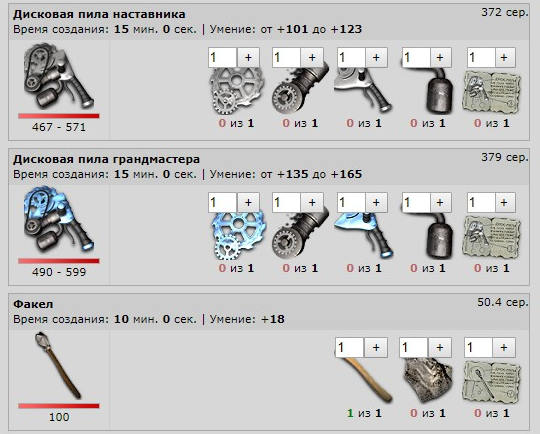 Дисковая пила наставника 372 сер.
Время создания: 15 мин. 0 сек. | Умение: от +101 до +123
1 + 1 + 1 + 1 + 1 +
467 - 571
0 из 1 0 из 1 0 из 1 0 из 1 0 из 1
Дисковая пила грандмастера 379 сер.
Время создания: 15 мин. 0 сек. | Умение: от +135 до +165
1 + 1 + 1 + 1 + 1 +
490 - 599
0 из 1 0 из 1 0 из 1 0 из 1 0 из 1
Факел 50.4 сер.
Время создания: 10 мин. 0 сек. | Умение: +18
1 + 1 + 1 +
100
1 из 1 0 из 1 0 из 1